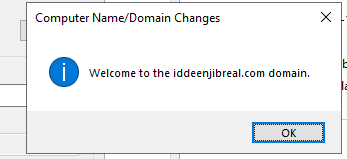 Computer Name/Domain Changes
Welcome to the iddeenjibreal.com domain.
OK